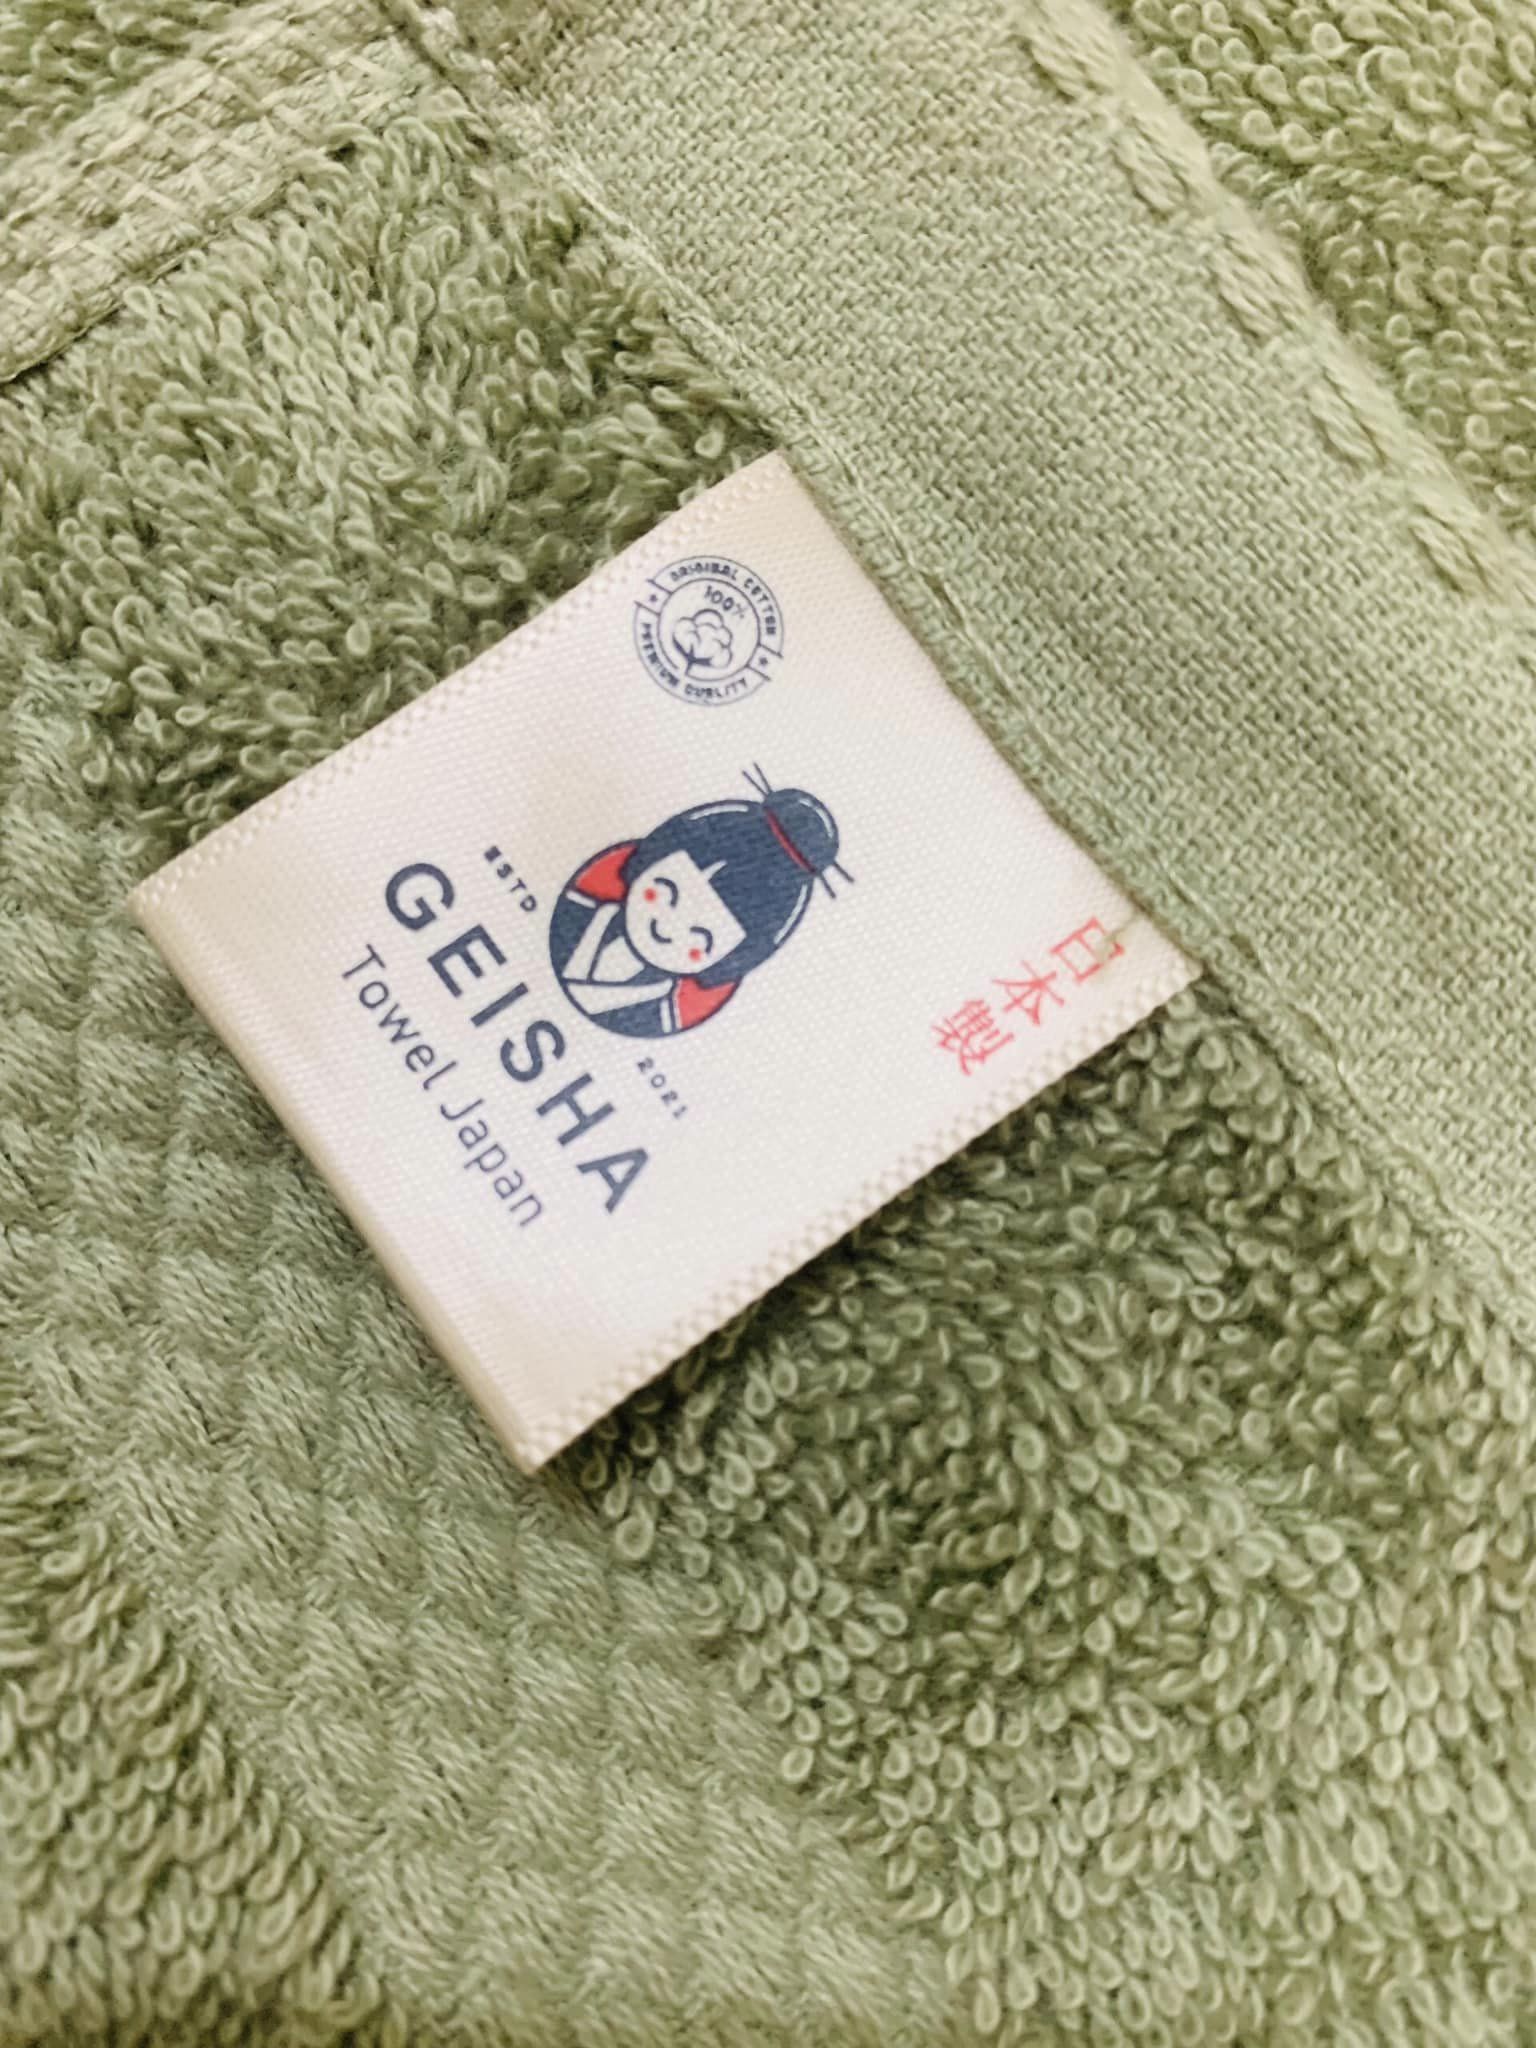 ORIGINAL COTTON
100%
PREMIUM QUALITY
日本製
ESTD
2021
GEISHA
Towel Japan